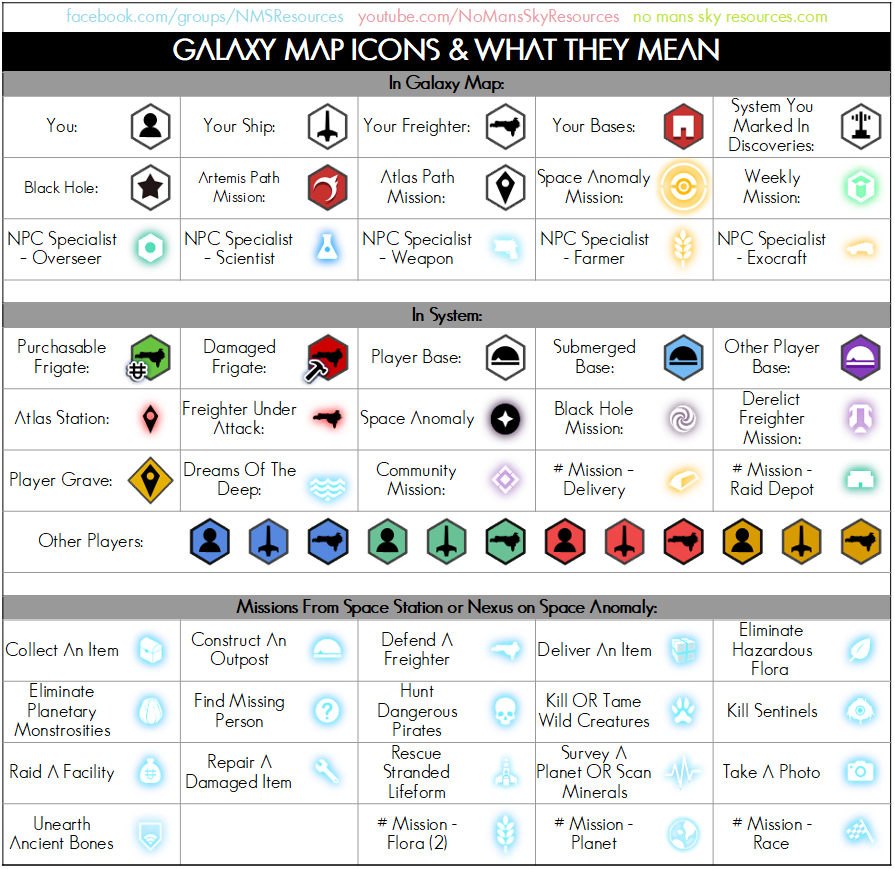 facebook.com/groups/NMSResources youtube.com/NoMansSkyResources no mans sky resources.com
GALAXY MAP ICONS & WHAT THEY MEAN
In Galaxy Map:
You:
Your Ship:
Your Freighter:
Your Bases:
System You
Marked In
Discoveries:
Black Hole:
Artemis Path
Mission:
Atlas Path
Mission:
Space Anomaly
Mission:
Weekly
Mission:
NPC Specialist
- Overseer
NPC Specialist
- Scientist
NPC Specialist
- Weapon
NPC Specialist
- Farmer
NPC Specialist
- Exocraft
In System:
Purchasable
Frigate:
Damaged
Frigate:
Player Base:
Submerged
Base:
Other Player
Base:
Atlas Station:
Freighter Under
Attack:
Space Anomaly
Black Hole
Mission:
Derelict
Freighter
Mission:
Player Grave:
Dreams Of The
Deep:
Community
Mission:
# Mission -
Delivery
# Mission -
Raid Depot
Other Players:
Missions From Space Station or Nexus on Space Anomaly:
Collect An Item
Construct An
Outpost
Defend A
Freighter
Deliver An Item
Eliminate
Hazardous
Flora
Eliminate
Planetary
Monstrosities
Find Missing
Person
Hunt
Dangerous
Pirates
Kill OR Tame
Wild Creatures
Kill Sentinels
Raid A Facility
Repair A
Damaged Item
Rescue
Stranded
Lifeform
Survey A
Planet OR Scan
Minerals
Take A Photo
Unearth
Ancient Bones
# Mission -
Flora (2)
# Mission -
Planet
# Mission -
Race